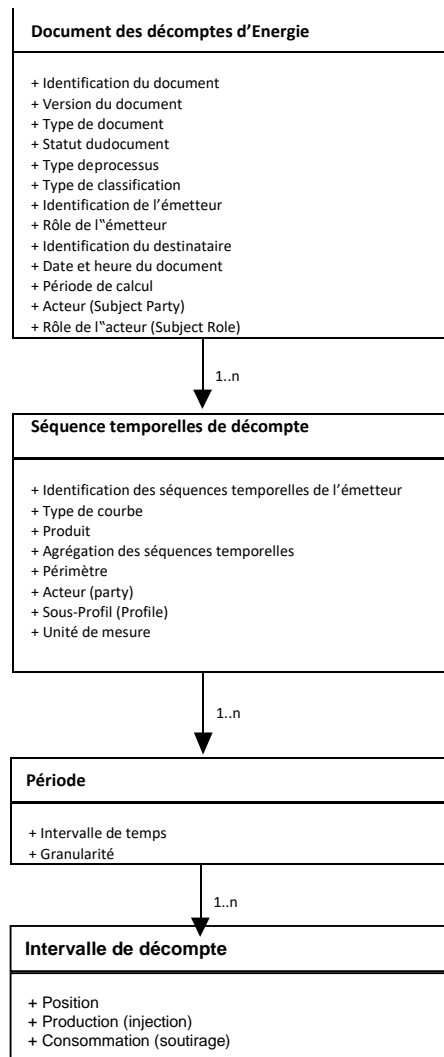 Document des décomptes d'Energie
+ Identification du document
+ Version du document
+ Type de document
+ Statut dudocument
+ Type deprocessus
+ Type de classification
+ Identification de l'émetteur
+ Rôle de l‟émetteur
+ Identification du destinataire
+ Date et heure du document
+ Période de calcul
+ Acteur (Subject Party)
+ Rôle de l‟acteur (Subject Role)
1..n
Séquence temporelles de décompte
+ Identification des séquences temporelles de l'émetteur
+ Type de courbe
+ Produit
+ Agrégation des séquences temporelles
+ Périmètre
+ Acteur (party)
+ Sous-Profil (Profile)
+ Unité de mesure
1..n
Période
+ Intervalle de temps
+ Granularité
1..n
Intervalle de décompte
+ Position
+ Production (injection)
+ Consommation (soutirage)